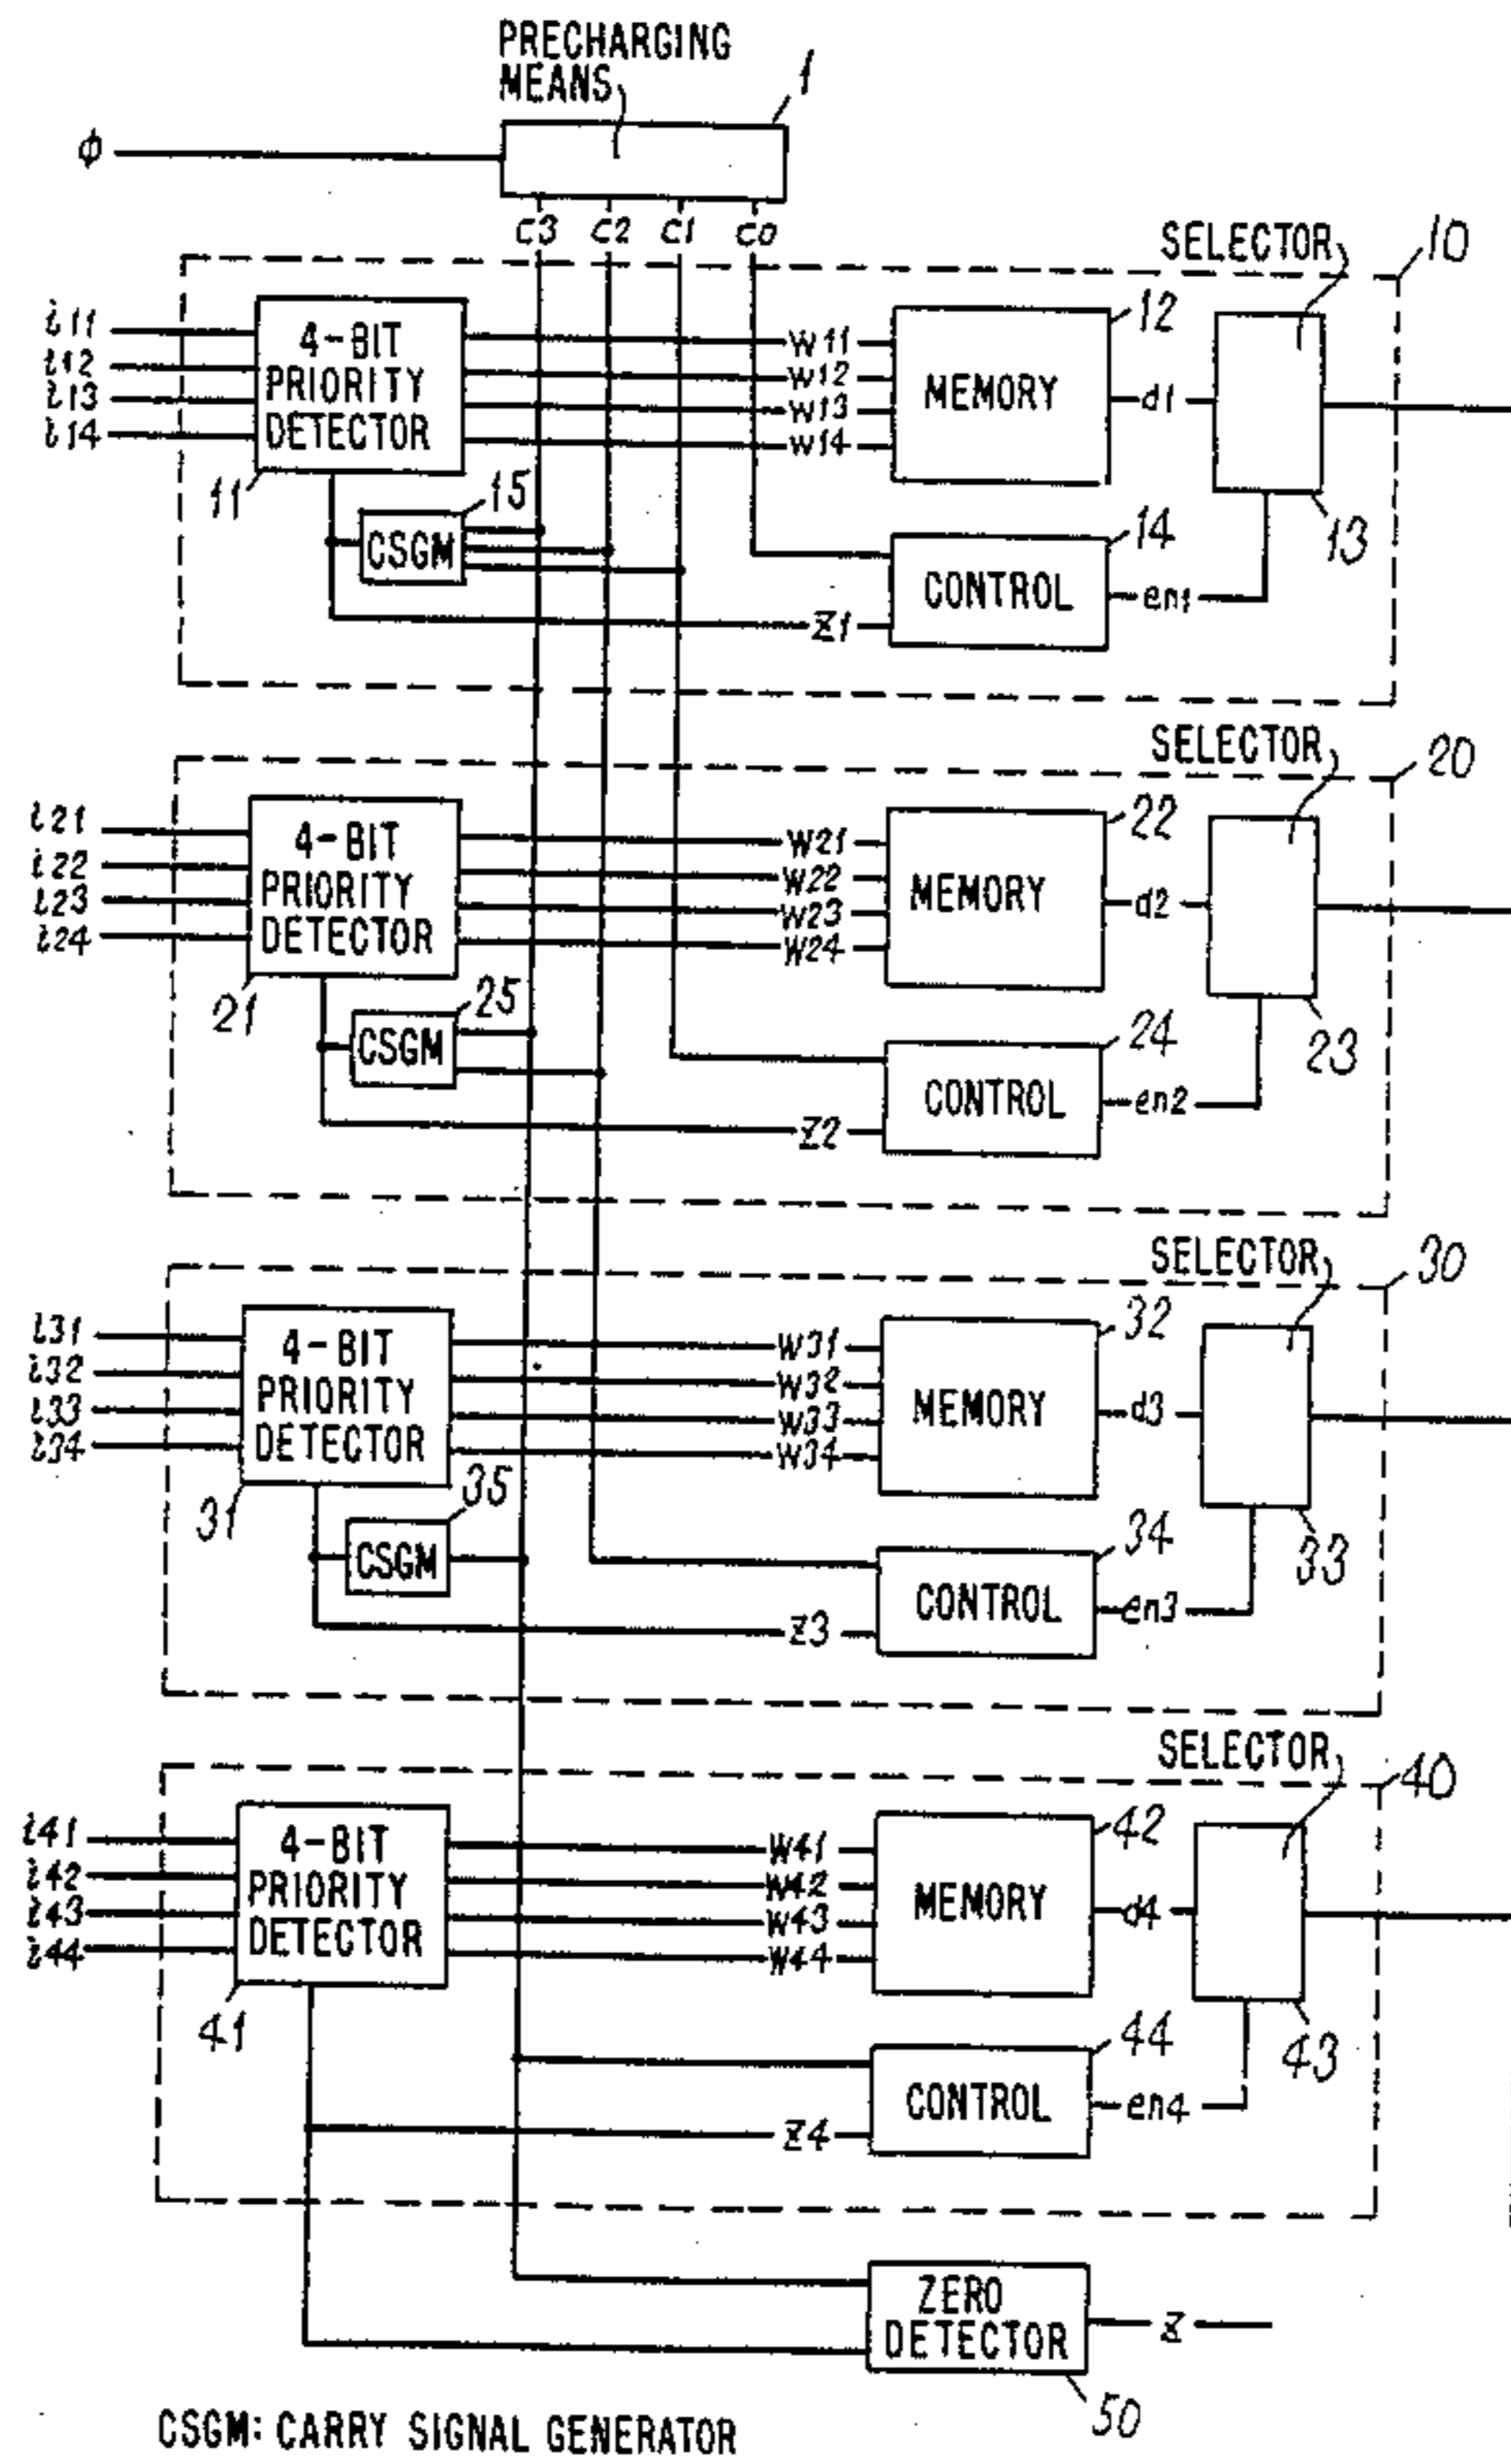 PRECHARGING
MEANS
1
φ
c3 c2 c1 c0
SELECTOR
10
i11
i12
i13
i14
4-BIT
PRIORITY
DETECTOR
11
w11
w12
w13
w14
12
MEMORY
d1
13
15
CSGM
14
CONTROL
en1
z1
SELECTOR
20
i21
i22
i23
i24
4-BIT
PRIORITY
DETECTOR
21
w21
w22
w23
w24
22
MEMORY
d2
23
25
CSGM
24
CONTROL
en2
z2
SELECTOR
30
i31
i32
i33
i34
4-BIT
PRIORITY
DETECTOR
31
w31
w32
w33
w34
32
MEMORY
d3
33
35
CSGM
34
CONTROL
en3
z3
SELECTOR
40
i41
i42
i43
i44
4-BIT
PRIORITY
DETECTOR
41
w41
w42
w43
w44
42
MEMORY
d4
43
44
CONTROL
en4
z4
ZERO
DETECTOR
z
50
CSGM: CARRY SIGNAL GENERATOR